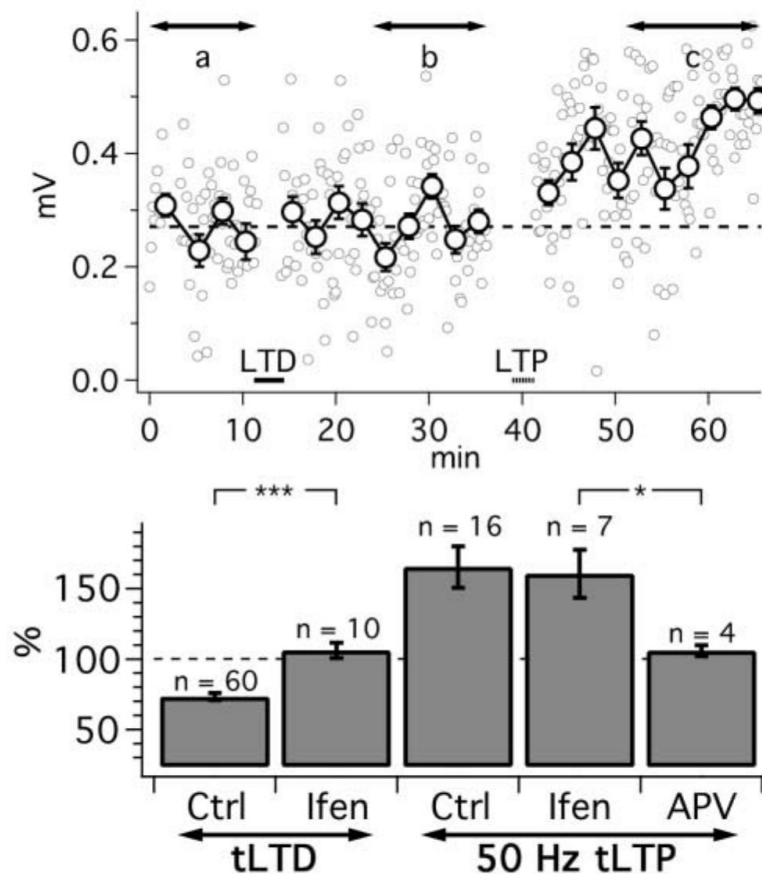 0.6
a b c
0.4
mV
0.2
LTD LTP
0.0
0 10 20 30 40 50 60
min
*** *
n = 16 n = 7
150
%
n = 10 n = 4
100
n = 60
50
Ctrl Ifen Ctrl Ifen APV
tLTD 50 Hz tLTP